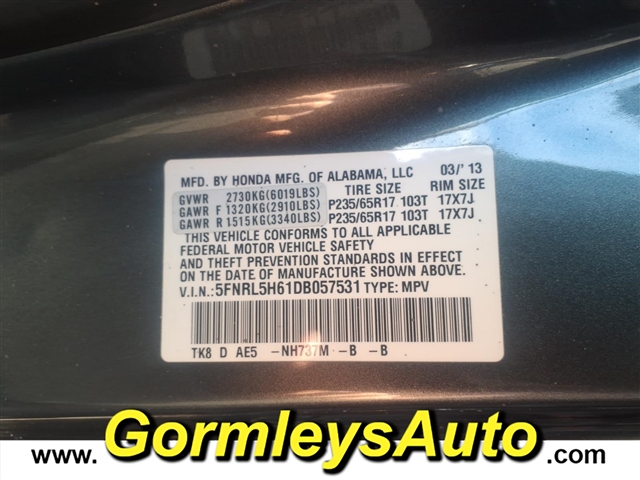 MFD. BY HONDA MFG. OF ALABAMA, LLC 03/'13
TIRE SIZE RIM SIZE
GVWR 2730KG(6019LBS)
GAWR F 1320KG(2910LBS) P235/65R17 103T 17X7J
GAWR R 1515KG(3340LBS) P235/65R17 103T 17X7J
THIS VEHICLE CONFORMS TO ALL APPLICABLE
FEDERAL MOTOR VEHICLE SAFETY
AND THEFT PREVENTION STANDARDS IN EFFECT
ON THE DATE OF MANUFACTURE SHOWN ABOVE.
V.I.N.:5FNRL5H61DB057531 TYPE: MPV
TK8 D AE5 -NH737M -B -B
GormleysAuto
www. .com